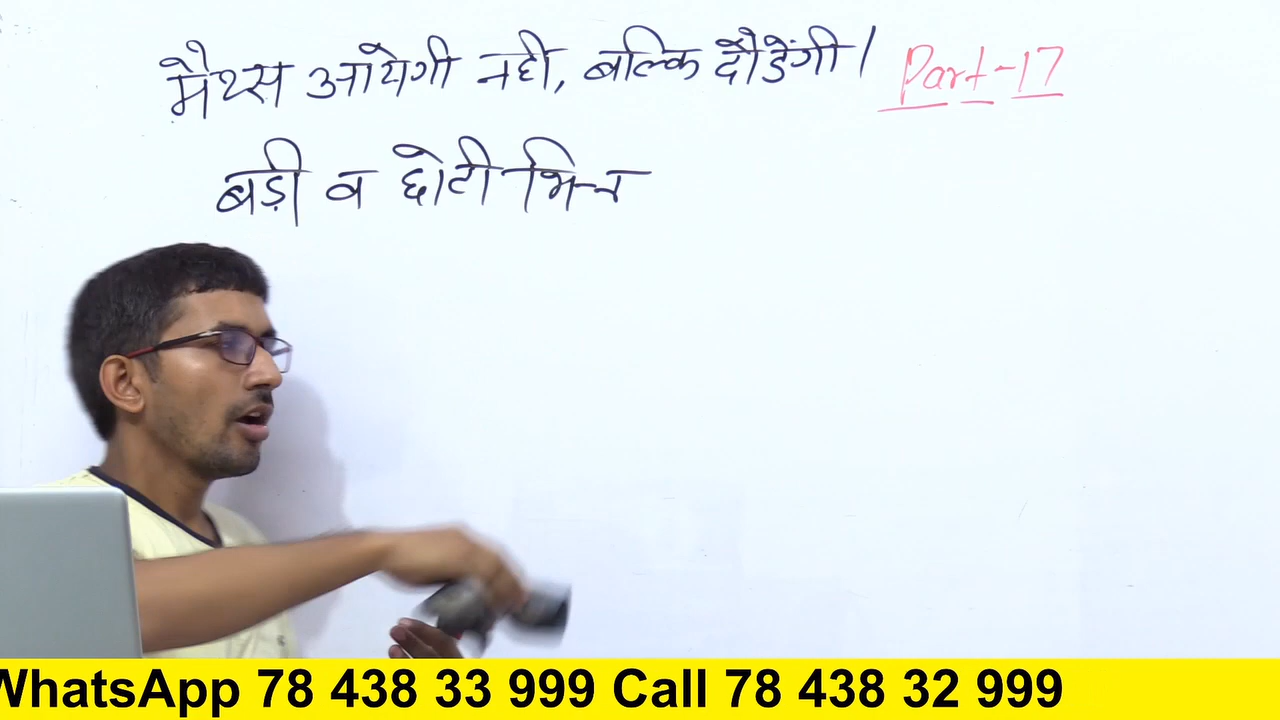 मैथ्स आयेगी नही, बल्कि दौडेंगी। Part-17
बड़ी व छोटी भिन्न
WhatsApp 78 438 33 999 Call 78 438 32 999